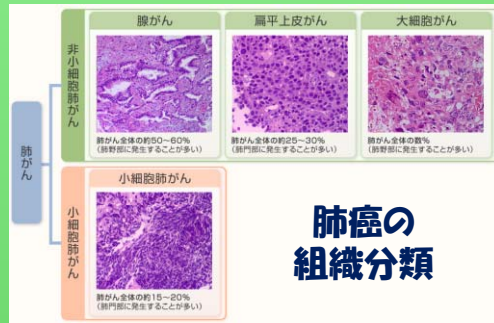 肺がん
非小細胞肺がん
腺がん
肺がん全体の約50～60%
(肺野部に発生することが多い)
扁平上皮がん
肺がん全体の約25～30%
(肺門部に発生することが多い)
大細胞がん
肺がん全体の数%
(肺野部に発生することが多い)
小細胞肺がん
小細胞肺がん
肺がん全体の約15～20%
(肺門部に発生することが多い)
肺癌の
組織分類